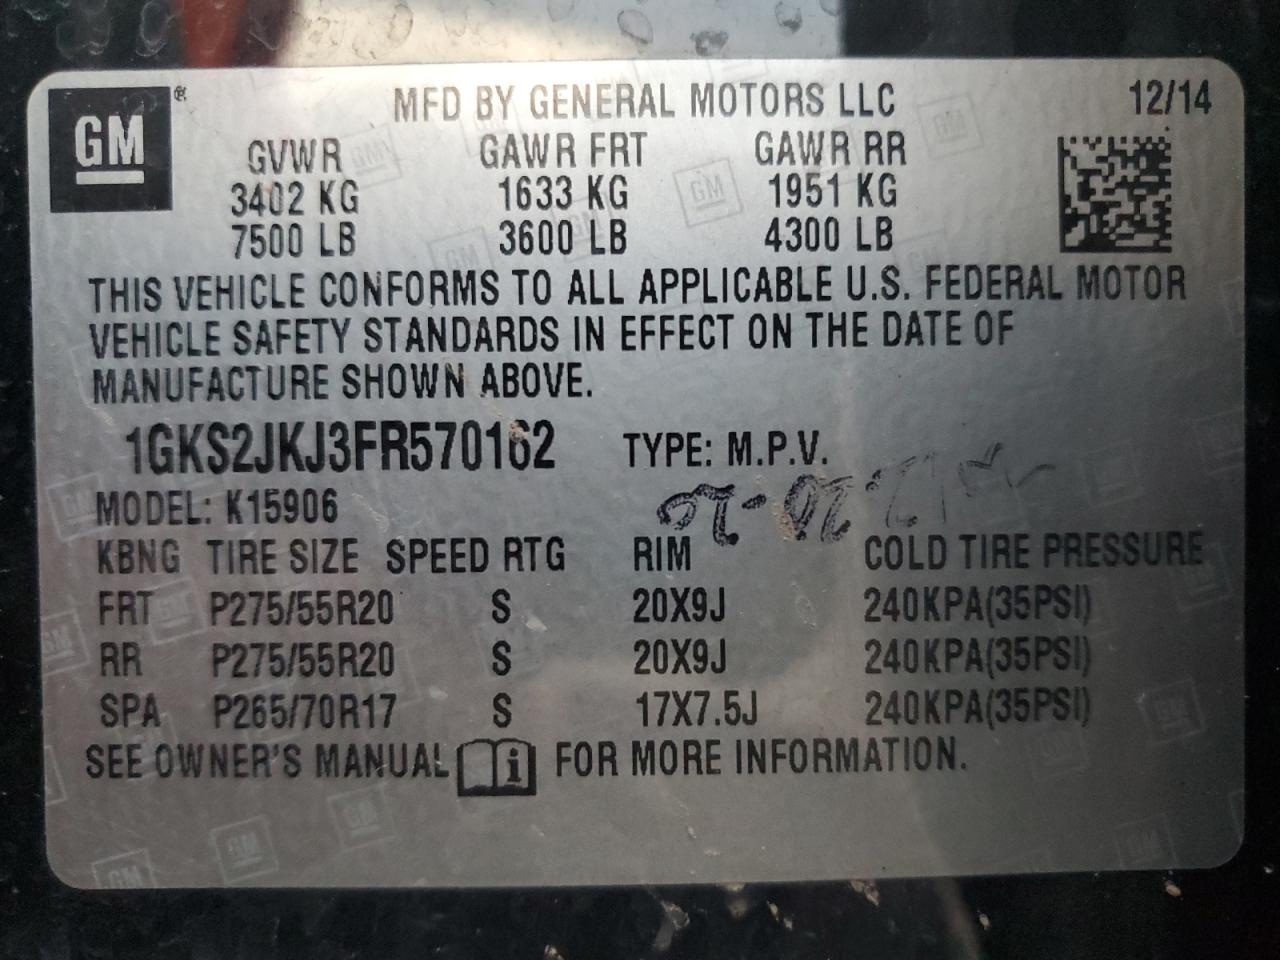 GM ® MFD BY GENERAL MOTORS LLC 12/14
GVWR GAWR FRT GAWR RR
3402 KG 1633 KG 1951 KG
7500 LB 3600 LB 4300 LB
THIS VEHICLE CONFORMS TO ALL APPLICABLE U.S. FEDERAL MOTOR
VEHICLE SAFETY STANDARDS IN EFFECT ON THE DATE OF
MANUFACTURE SHOWN ABOVE.
1GKS2JKJ3FR570162 TYPE: M.P.V.
MODEL: K15906
KBNG TIRE SIZE SPEED RTG RIM COLD TIRE PRESSURE
FRT P275/55R20 S 20X9J 240KPA(35PSI)
RR P275/55R20 S 20X9J 240KPA(35PSI)
SPA P265/70R17 S 17X7.5J 240KPA(35PSI)
SEE OWNER'S MANUAL i FOR MORE INFORMATION.